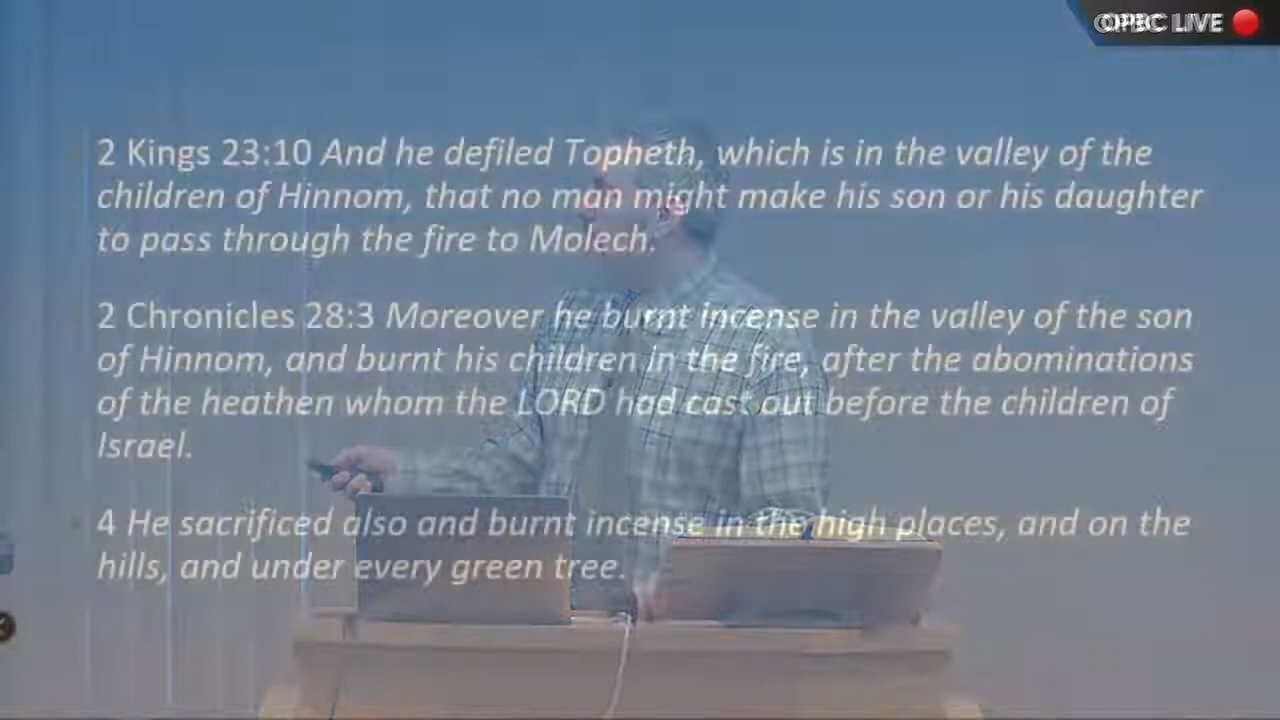 OPBC LIVE
2 Kings 23:10 And he defiled Topheth, which is in the valley of the
children of Hinnom, that no man might make his son or his daughter
to pass through the fire to Molech.
2 Chronicles 28:3 Moreover he burnt incense in the valley of the son
of Hinnom, and burnt his children in the fire, after the abominations
of the heathen whom the LORD had cast out before the children of
Israel.
4 He sacrificed also and burnt incense in the high places, and on the
hills, and under every green tree.